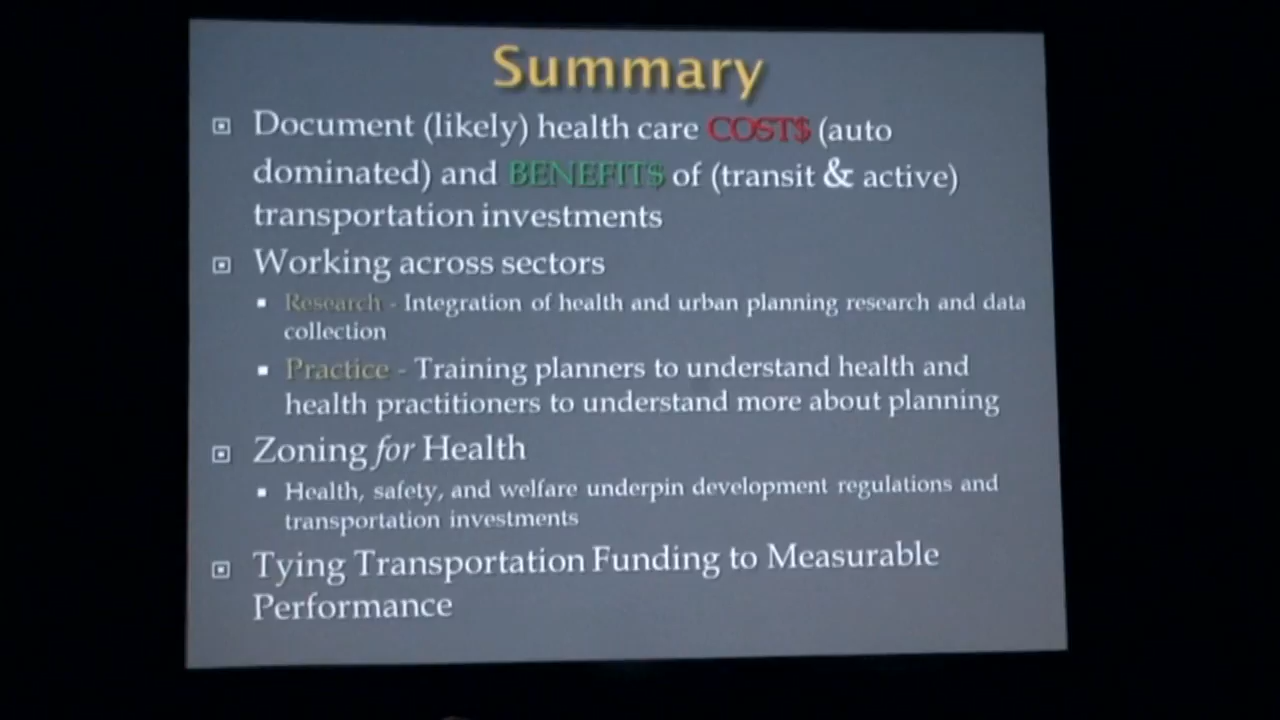 Summary
Document (likely) health care COST$ (auto
dominated) and BENEFIT$ of (transit & active)
transportation investments
Working across sectors
Research - Integration of health and urban planning research and data
collection
Practice - Training planners to understand health and
health practitioners to understand more about planning
Zoning for Health
Health, safety, and welfare underpin development regulations and
transportation investments
Tying Transportation Funding to Measurable
Performance